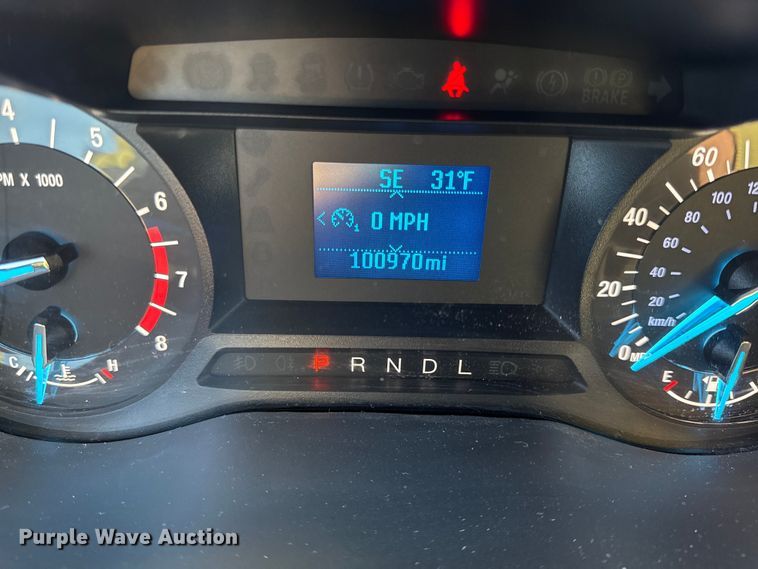 BRAKE
4
5
6
7
8
PM X 1000
C
H
SE 31°F
< 0 MPH
100970mi
P R N D L
60
40
20
0
100
80
60
40
20
km/h
E
Purple Wave Auction